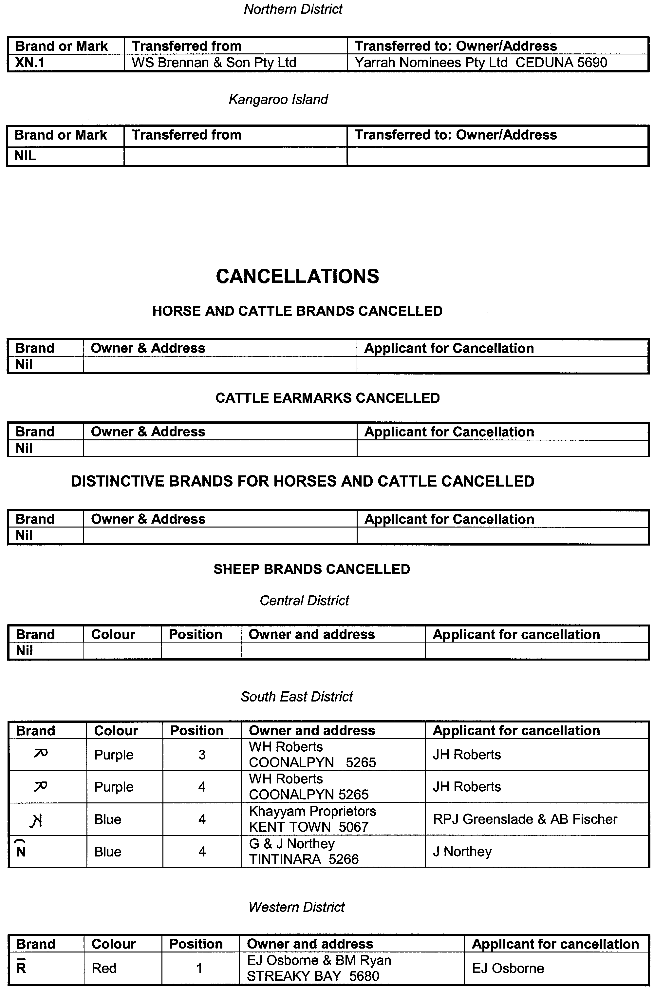 Northern District
Brand or Mark Transferred from Transferred to: Owner/Address
XN.1 WS Brennan & Son Pty Ltd Yarrah Nominees Pty Ltd CEDUNA 5690
Kangaroo Island
Brand or Mark Transferred from Transferred to: Owner/Address
NIL
CANCELLATIONS
HORSE AND CATTLE BRANDS CANCELLED
Brand Owner & Address Applicant for Cancellation
Nil
CATTLE EARMARKS CANCELLED
Brand Owner & Address Applicant for Cancellation
Nil
DISTINCTIVE BRANDS FOR HORSES AND CATTLE CANCELLED
Brand Owner & Address Applicant for Cancellation
Nil
SHEEP BRANDS CANCELLED
Central District
Brand Colour Position Owner and address Applicant for cancellation
Nil
South East District
Brand Colour Position Owner and address Applicant for cancellation
R Purple 3 WH Roberts JH Roberts
COONALPYN 5265
R Purple 4 WH Roberts JH Roberts
COONALPYN 5265
Blue 4 Khayyam Proprietors RPJ Greenslade & AB Fischer
KENT TOWN 5067
N Blue 4 G & J Northey J Northey
TINTINARA 5266
Western District
Brand Colour Position Owner and address Applicant for cancellation
R Red 1 EJ Osborne & BM Ryan EJ Osborne
STREAKY BAY 5680